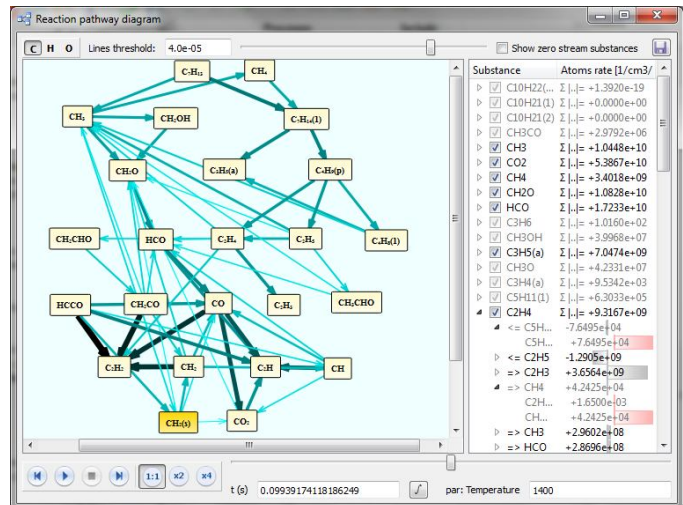 Reaction pathway diagram
C H O Lines threshold: 4.0e-05 Show zero stream substances
Substance Atoms rate [1/cm3/
C10H22(... Σ |..|= +1.3920e-19
C10H21(1) Σ |..|= +0.0000e+00
C10H21(2) Σ |..|= +0.0000e+00
CH3CO Σ |..|= +2.9792e+06
CH3 Σ |..|= +1.0448e+10
CO2 Σ |..|= +5.3867e+10
CH4 Σ |..|= +3.4018e+09
CH2O Σ |..|= +1.0828e+10
HCO Σ |..|= +1.7233e+10
C3H6 Σ |..|= +1.0160e+02
CH3OH Σ |..|= +3.9968e+07
C3H5(a) Σ |..|= +7.0474e+09
CH3O Σ |..|= +4.2331e+07
C3H4(a) Σ |..|= +9.5342e+03
C5H11(1) Σ |..|= +6.3033e+05
C2H4 Σ |..|= +9.3167e+09
<= C5H... -7.6495e+04
C5H... +7.6495e+04
<= C2H5 -1.2905e+09
=> C2H3 +3.6564e+09
=> CH4 +4.2425e+04
C2H... +1.6500e-03
CH... +4.2425e+04
=> CH3 +2.9602e+08
=> HCO +2.8696e+08
CH₄
CH₃
CH₂OH
C₇H₁₄(1)
CH₂O
C₃H₅(a)
C₄H₉(p)
CH₂CHO
HCO
C₂H₄
C₂H₅
C₄H₈(1)
HCCO
CH₂CO
CO
C₂H₃
CH₃CHO
C₂H₂
CH₂
C₂H
CH
CH₂(s)
CO₂
1:1 x2 x4
t (s) 0.09939174118186249 ∫ par: Temperature 1400